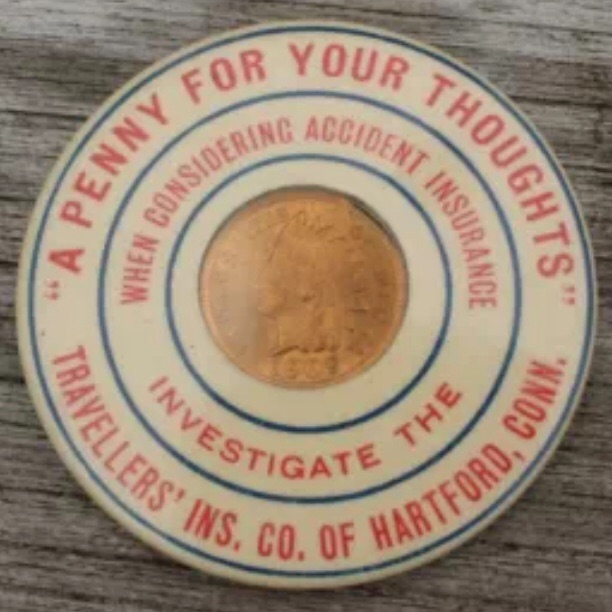 "A PENNY FOR YOUR THOUGHTS"
WHEN CONSIDERING ACCIDENT INSURANCE
INVESTIGATE THE
TRAVELLERS' INS. CO. OF HARTFORD, CONN.